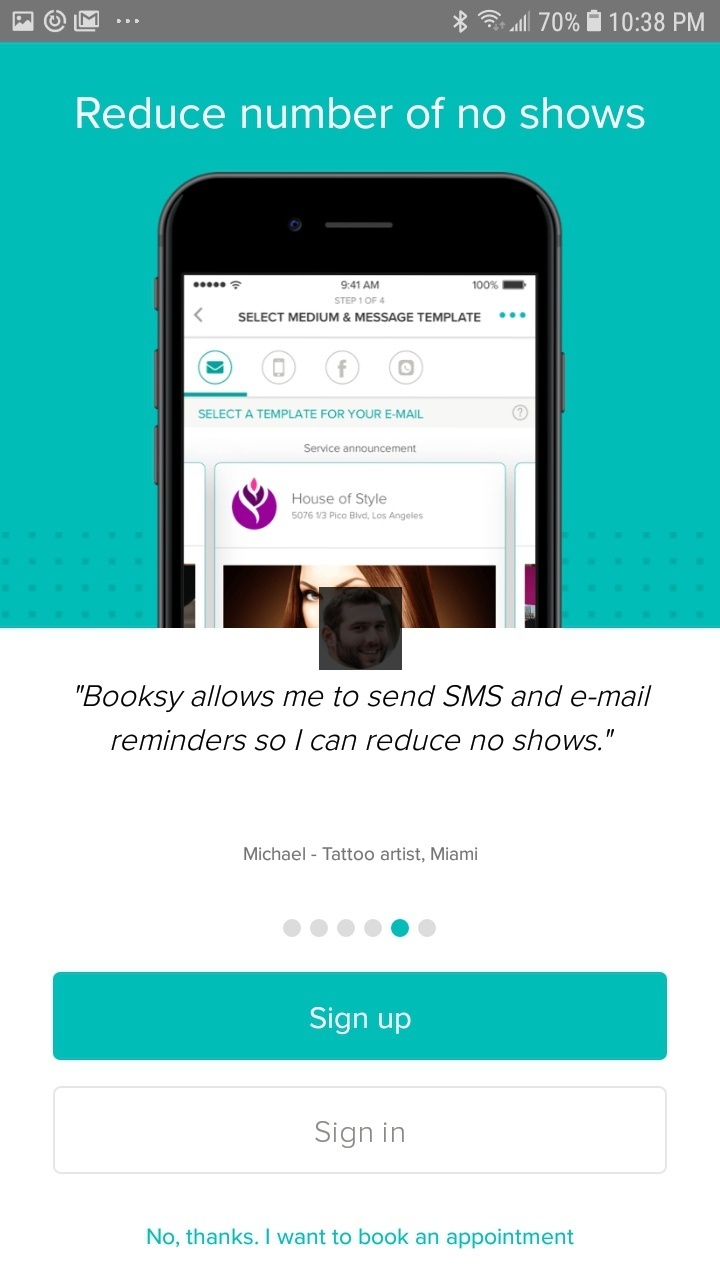 70% 10:38 PM
Reduce number of no shows
9:41 AM 100%
STEP 1 OF 4
SELECT MEDIUM & MESSAGE TEMPLATE
SELECT A TEMPLATE FOR YOUR E-MAIL ?
Service announcement
House of Style
5076 1/3 Pico Blvd, Los Angeles
"Booksy allows me to send SMS and e-mail
reminders so I can reduce no shows."
Michael - Tattoo artist, Miami
Sign up
Sign in
No, thanks. I want to book an appointment